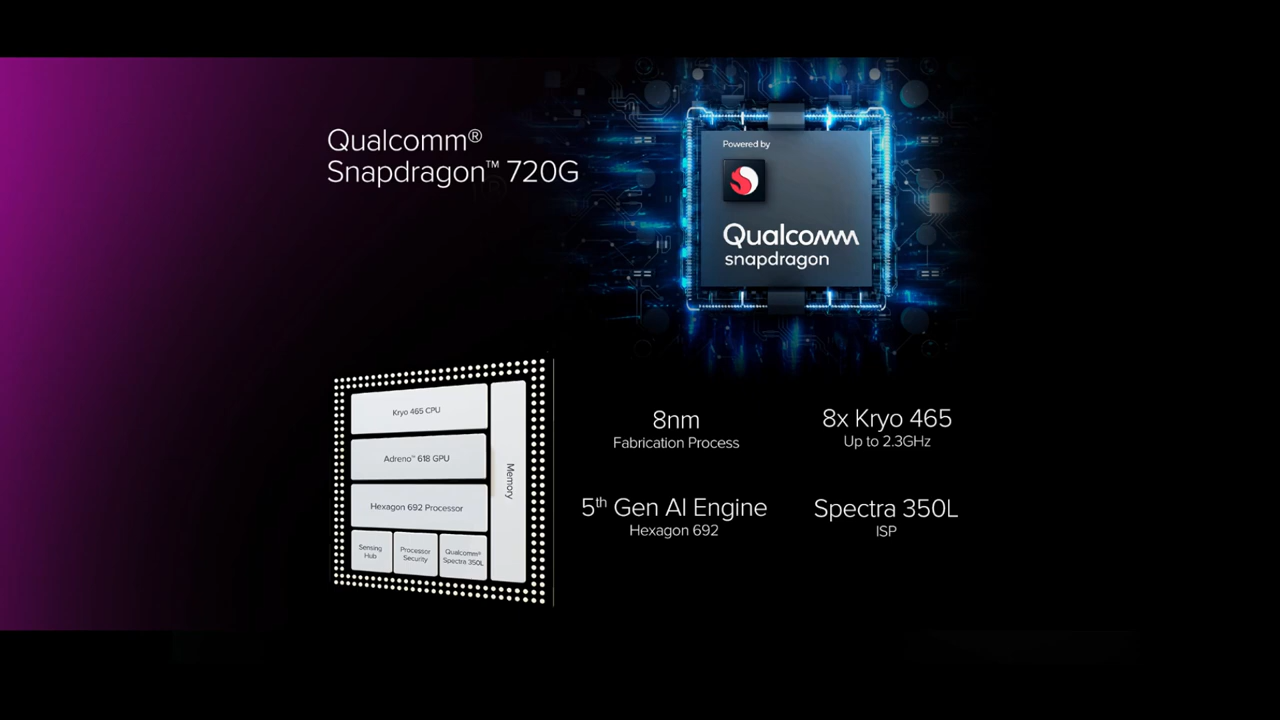 Qualcomm®
Snapdragon™ 720G
Powered by
Qualcomm
snapdragon
Kryo 465 CPU
Adreno™ 618 GPU
Hexagon 692 Processor
Sensing
Hub
Processor
Security
Qualcomm®
Spectra 350L
Memory
8nm
Fabrication Process
8x Kryo 465
Up to 2.3GHz
5th Gen AI Engine
Hexagon 692
Spectra 350L
ISP